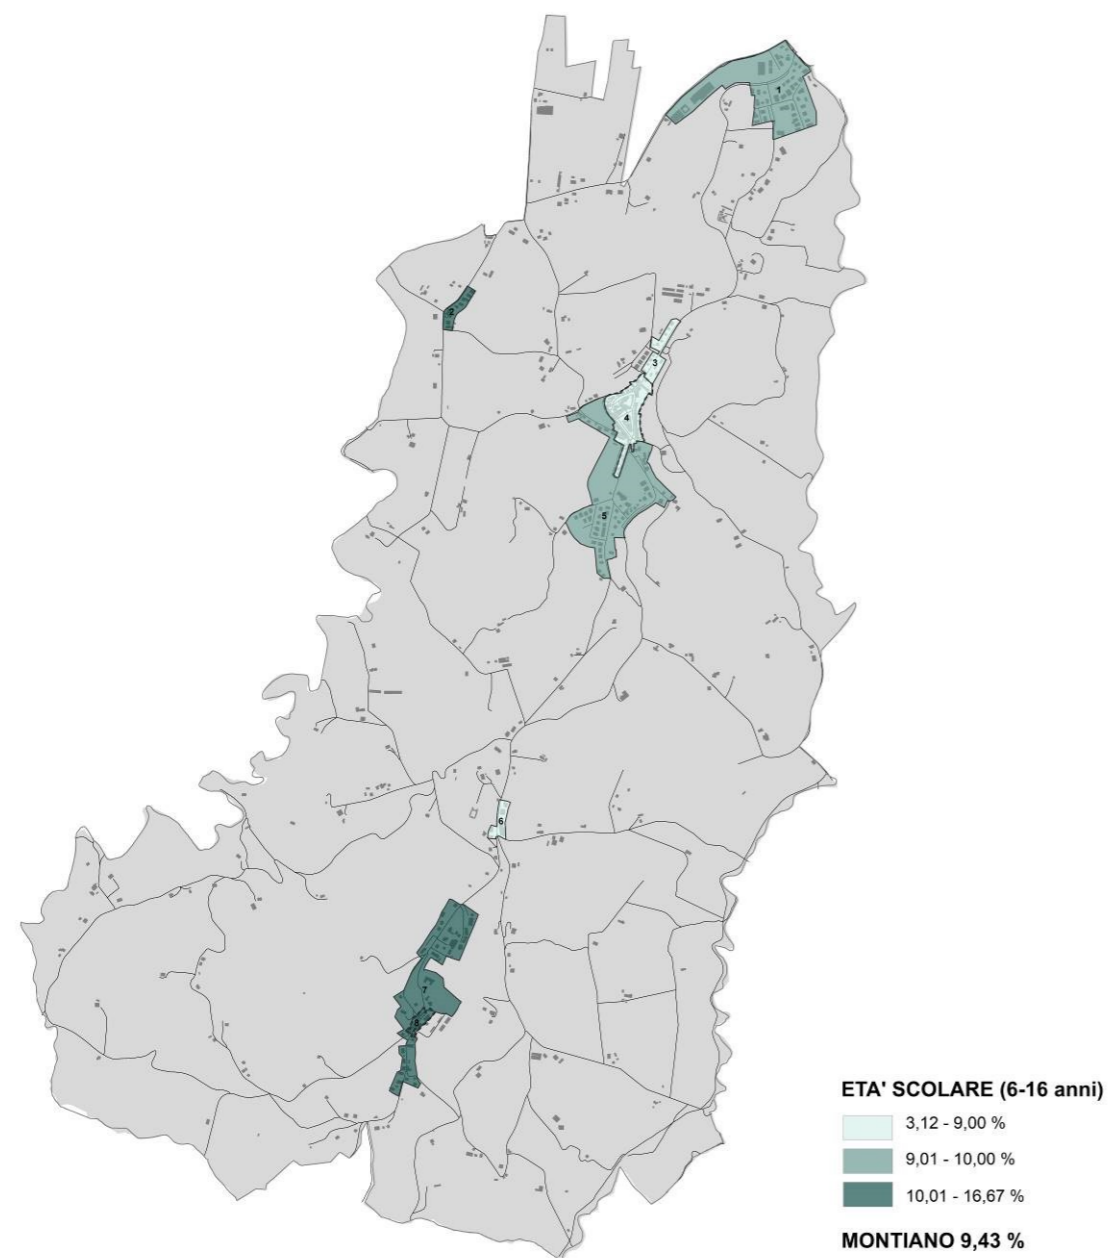 1
2
3
4
5
6
7
8
ETA' SCOLARE (6-16 anni)
3,12 - 9,00 %
9,01 - 10,00 %
10,01 - 16,67 %
MONTIANO 9,43 %